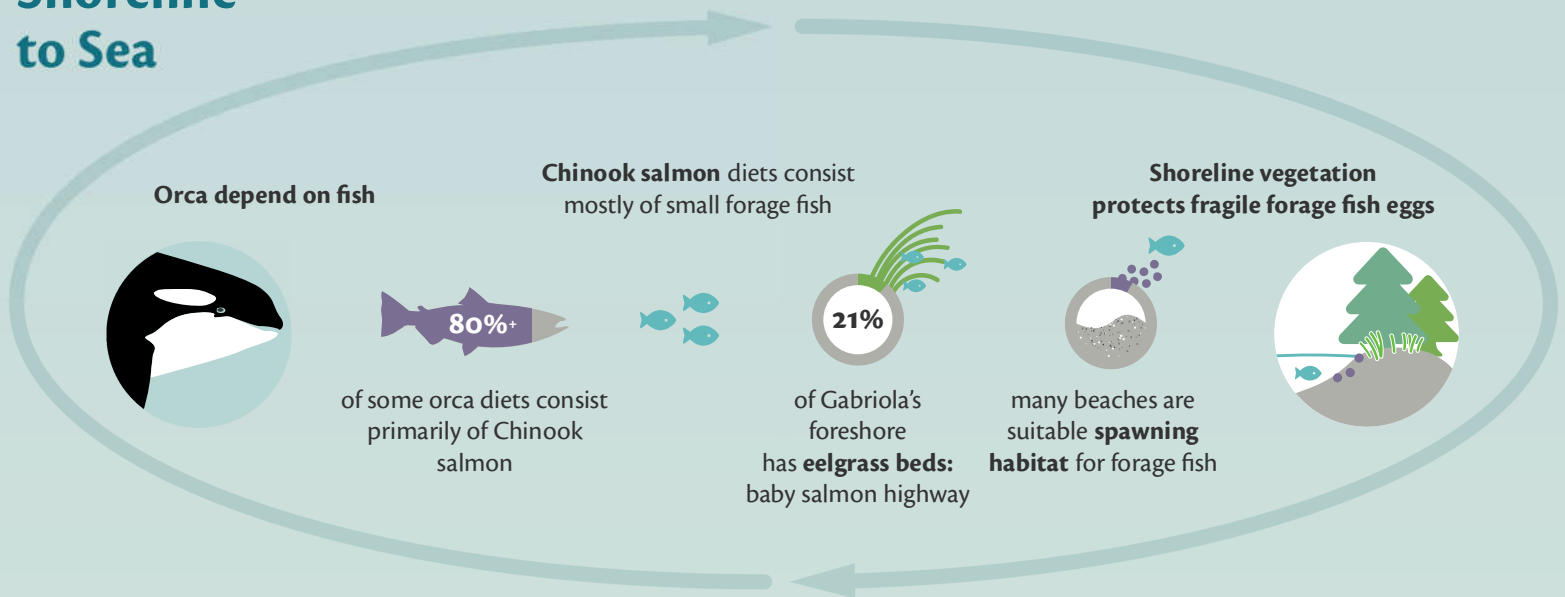 Shoreline
to Sea
Orca depend on fish
80%+
of some orca diets consist
primarily of Chinook
salmon
Chinook salmon diets consist
mostly of small forage fish
21%
of Gabriola's
foreshore
has eelgrass beds:
baby salmon highway
many beaches are
suitable spawning
habitat for forage fish
Shoreline vegetation
protects fragile forage fish eggs